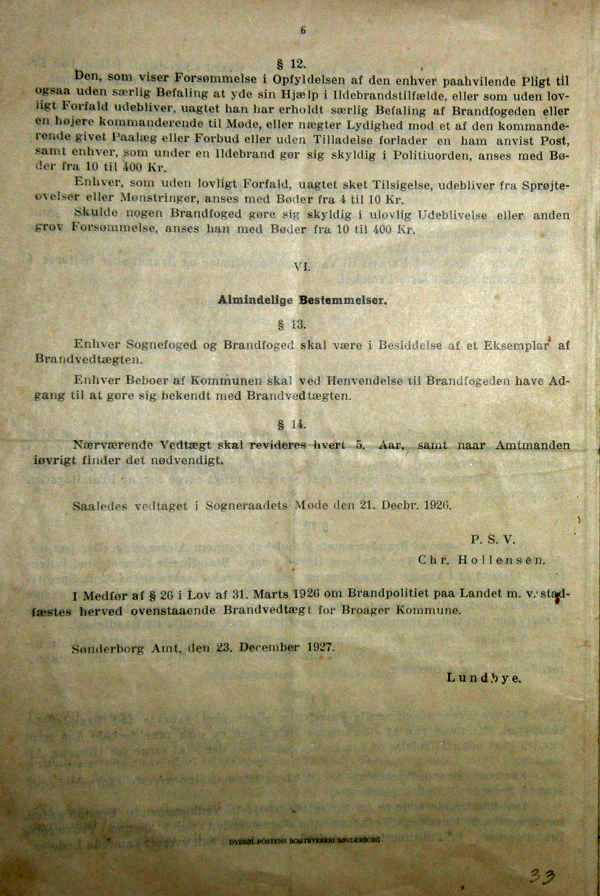 6
§ 12.
Den, som viser Forsømmelse i Opfyldelsen af den enhver paahvilende Pligt til
ogsaa uden særlig Befaling at yde sin Hjælp i Ildebrandstilfælde, eller som uden lov-
ligt Forfald udebliver, uagtet han har erholdt særlig Befaling af Brandfogeden eller
en højere kommanderende til Møde, eller nægter Lydighed mod et af den kommande-
rende givet Paalæg eller Forbud eller uden Tilladelse forlader en ham anvist Post,
samt enhver, som under en Ildebrand gør sig skyldig i Politiuorden, anses med Bø-
der fra 10 til 400 Kr.
Enhver, som uden lovligt Forfald, uagtet sket Tilsigelse, udebliver fra Sprøjte-
øvelser eller Mønstringer, anses med Bøder fra 4 til 10 Kr.
Skulde nogen Brandfoged gøre sig skyldig i ulovlig Udeblivelse eller anden
grov Forsømmelse, anses han med Bøder fra 10 til 400 Kr.
VI.
Almindelige Bestemmelser.
§ 13.
Enhver Sognefoged og Brandfoged skal være i Besiddelse af et Eksemplar af
Brandvedtægten.
Enhver Beboer af Kommunen skal ved Henvendelse til Brandfogeden have Ad-
gang til at gøre sig bekendt med Brandvedtægten.
§ 14.
Nærværende Vedtægt skal revideres hvert 5. Aar, samt naar Amtmanden
iøvrigt finder det nødvendigt.
Saaledes vedtaget i Sogneraadets Møde den 21. Decbr. 1926.
P. S. V.
Chr. Hollensen.
I Medfør af § 26 i Lov af 31. Marts 1926 om Brandpolitiet paa Landet m. v. stad-
fæstes herved ovenstaaende Brandvedtægt for Broager Kommune.
Sønderborg Amt, den 23. December 1927.
Lundbye.
DYBBØL-POSTENS BOGTRYKKERI SØNDERBORG
33